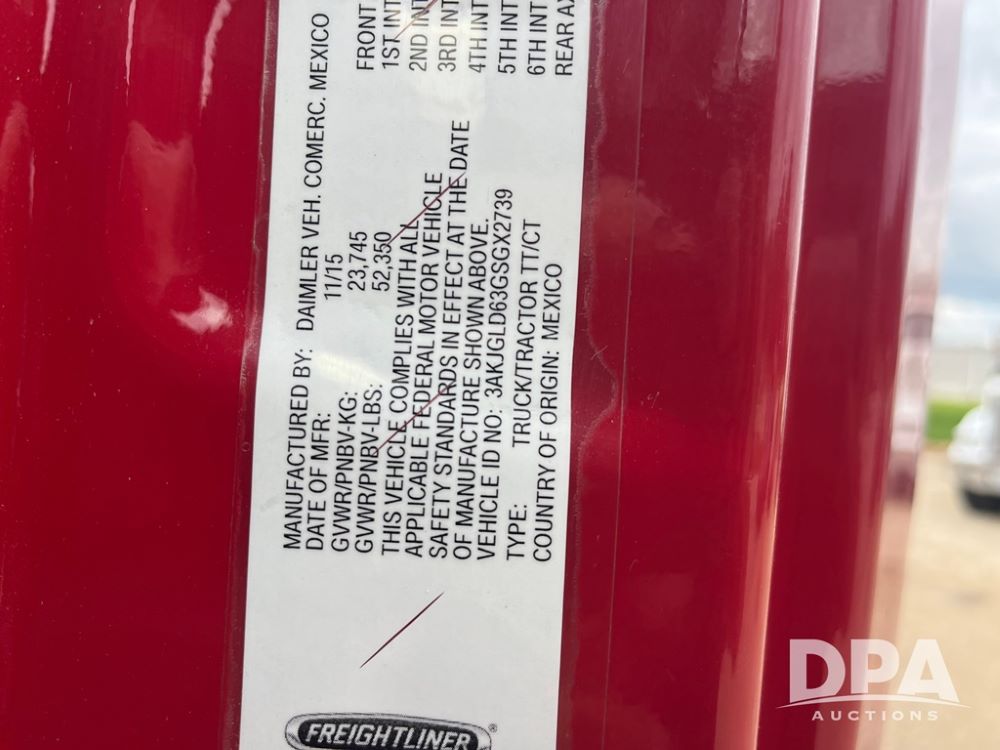 FREIGHTLINER®
MANUFACTURED BY: DAIMLER VEH. COMERC. MEXICO
DATE OF MFR: 11/15
GVWR/PNBV-KG: 23,745
GVWR/PNBV-LBS: 52,350
THIS VEHICLE COMPLIES WITH ALL
APPLICABLE FEDERAL MOTOR VEHICLE
SAFETY STANDARDS IN EFFECT AT THE DATE
OF MANUFACTURE SHOWN ABOVE.
VEHICLE ID NO: 3AKJGLD63GSGX2739
TYPE: TRUCK/TRACTOR TT/CT
COUNTRY OF ORIGIN: MEXICO
FRONT
1ST INT
2ND INT
3RD INT
4TH INT
5TH INT
6TH INT
REAR AX
DPA
AUCTIONS